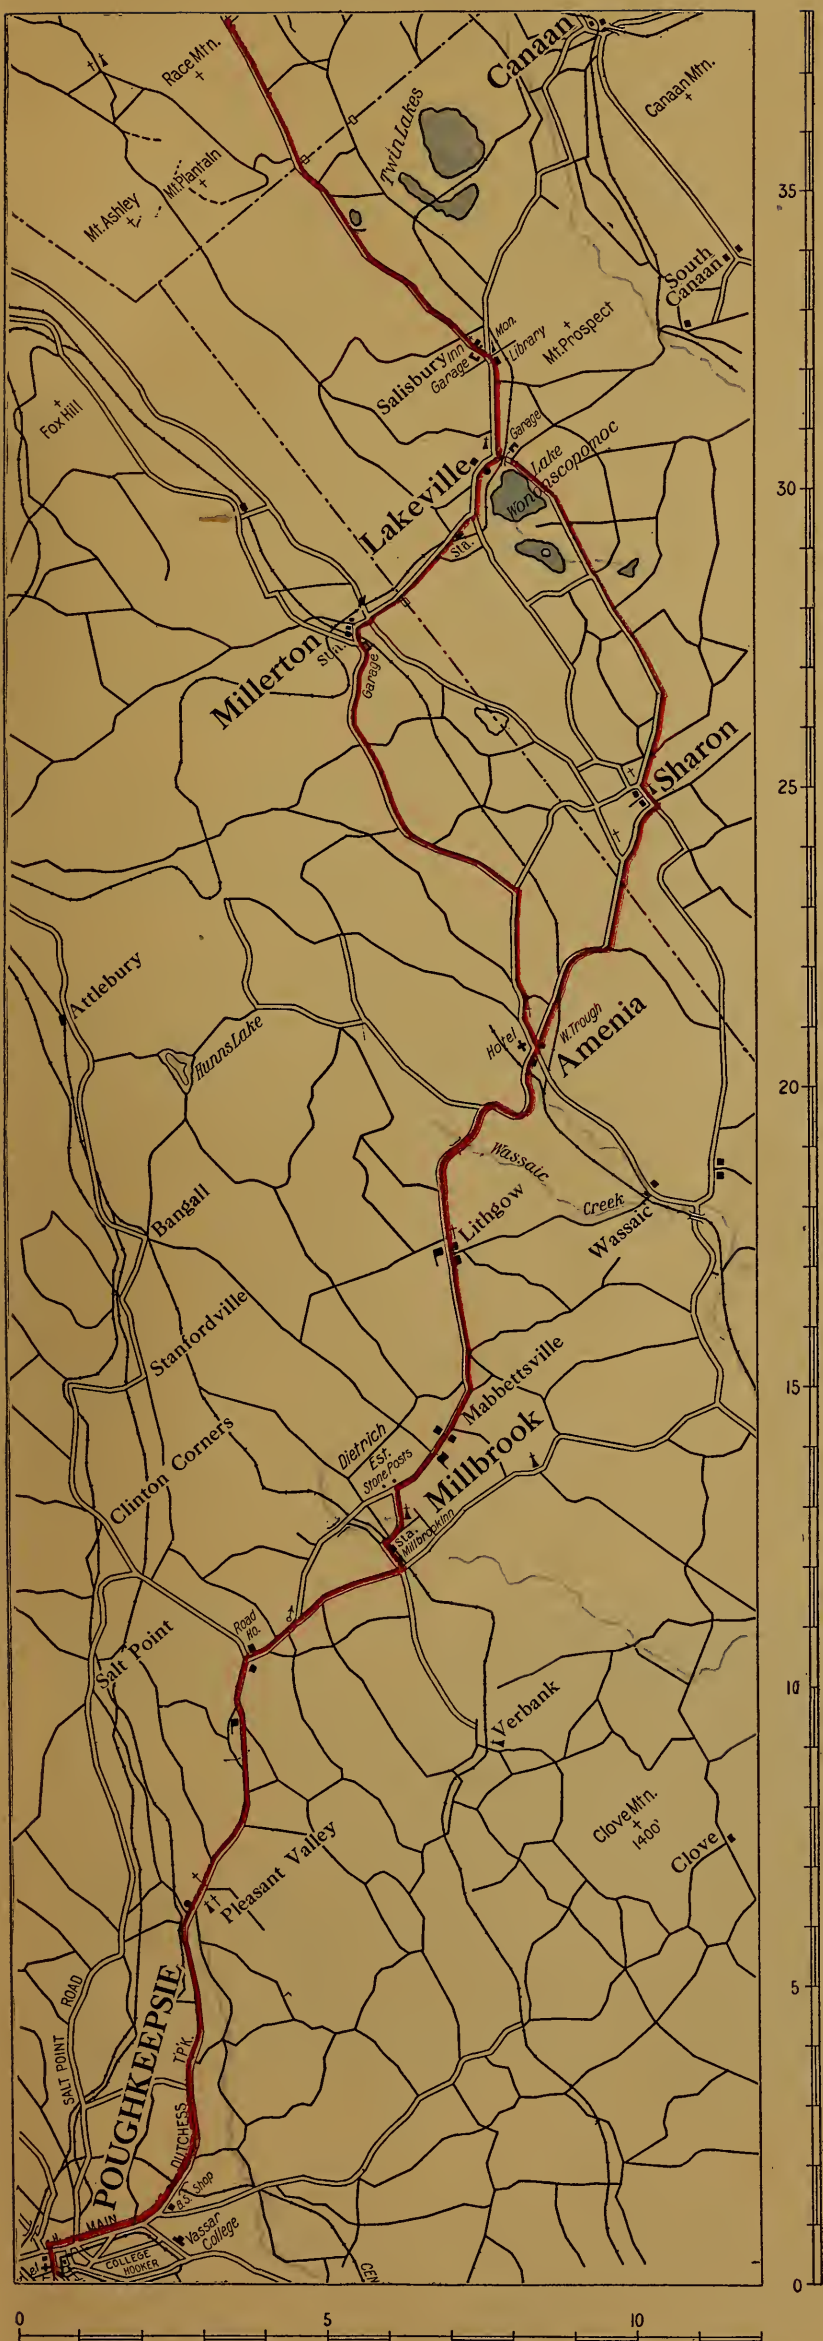 Canaan
Race Mtn.
Canaan Mtn.
Twin Lakes
Mt. Plantain
Mt. Ashley
35
South
Canaan
Mon.
Library
Mt. Prospect
Salisbury
Inn
Garage
Fox Hill
Garage
Lake
Wononscopomoc
30
Lakeville
Sta.
Millerton
Sta.
Garage
Sharon
25
Attlebury
Hunns Lake
Hotel
W. Trough
Amenia
20
Wassaic
Creek
Bangall
Lithgow
Wassaic
Stanfordville
Mabbettsville
15
Dietrich
Est.
Stone Posts
Clinton Corners
Millbrook
Sta.
Millbrook Inn
Road
Ho.
Salt Point
10
Verbank
Clove Mtn.
1400'
Clove
Pleasant Valley
POUGHKEEPSIE
SALT POINT ROAD
5
DUTCHESS T'P'K.
B.S. Shop
MAIN
Vassar
College
COLLEGE
HOOKER
CEN
0
0 5 10